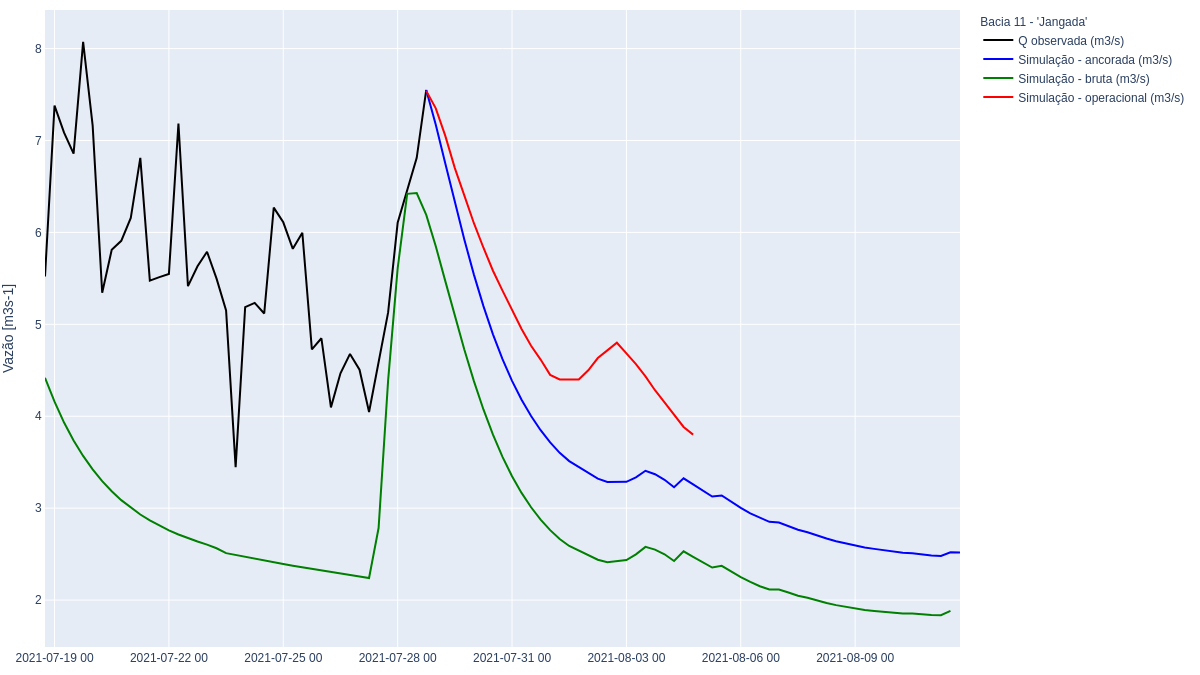 Bacia 11 - 'Jangada'
Q observada (m3/s)
Simulação - ancorada (m3/s)
Simulação - bruta (m3/s)
Simulação - operacional (m3/s)
Vazão [m3s-1]
8
7
6
5
4
3
2
2021-07-19 00
2021-07-22 00
2021-07-25 00
2021-07-28 00
2021-07-31 00
2021-08-03 00
2021-08-06 00
2021-08-09 00